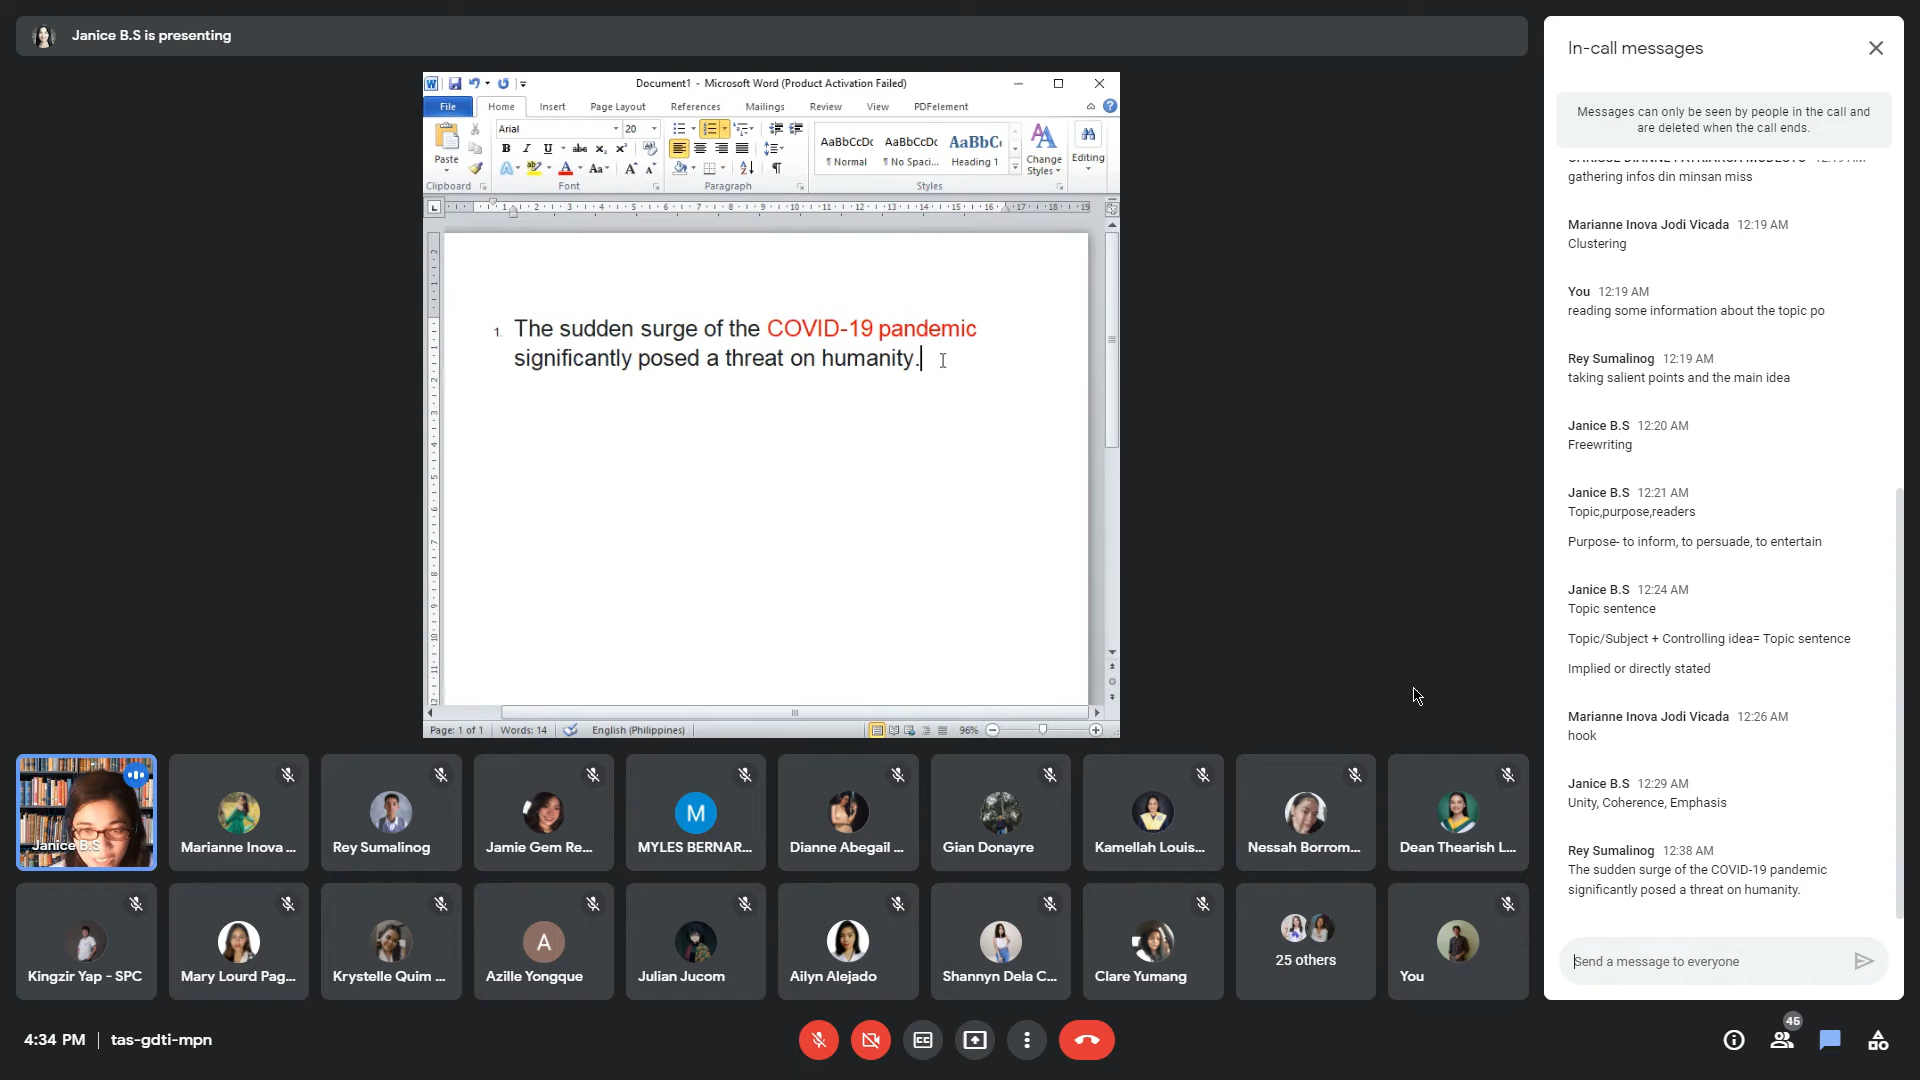 Janice B.S is presenting
Document1 - Microsoft Word (Product Activation Failed)
File Home Insert Page Layout References Mailings Review View PDFelement
Arial 20
Paste
AaBbCcDc AaBbCcDc AaBbC
¶ Normal ¶ No Spaci... Heading 1
Change Styles
Editing
Clipboard Font Paragraph Styles
1. The sudden surge of the COVID-19 pandemic
significantly posed a threat on humanity.
Page: 1 of 1 Words: 14 English (Philippines) 96%
Janice B.S
Marianne Inova ...
Rey Sumalinog
Jamie Gem Re...
M
MYLES BERNAR...
Dianne Abegail ...
Gian Donayre
Kamellah Louis...
Nessah Borrom...
Dean Thearish L...
Kingzir Yap - SPC
Mary Lourd Pag...
Krystelle Quim ...
A
Azille Yongque
Julian Jucom
Ailyn Alejado
Shannyn Dela C...
Clare Yumang
25 others
You
4:34 PM | tas-gdti-mpn
45
In-call messages
Messages can only be seen by people in the call and
are deleted when the call ends.
gathering infos din minsan miss
Marianne Inova Jodi Vicada 12:19 AM
Clustering
You 12:19 AM
reading some information about the topic po
Rey Sumalinog 12:19 AM
taking salient points and the main idea
Janice B.S 12:20 AM
Freewriting
Janice B.S 12:21 AM
Topic,purpose,readers
Purpose- to inform, to persuade, to entertain
Janice B.S 12:24 AM
Topic sentence
Topic/Subject + Controlling idea= Topic sentence
Implied or directly stated
Marianne Inova Jodi Vicada 12:26 AM
hook
Janice B.S 12:29 AM
Unity, Coherence, Emphasis
Rey Sumalinog 12:38 AM
The sudden surge of the COVID-19 pandemic
significantly posed a threat on humanity.
Send a message to everyone